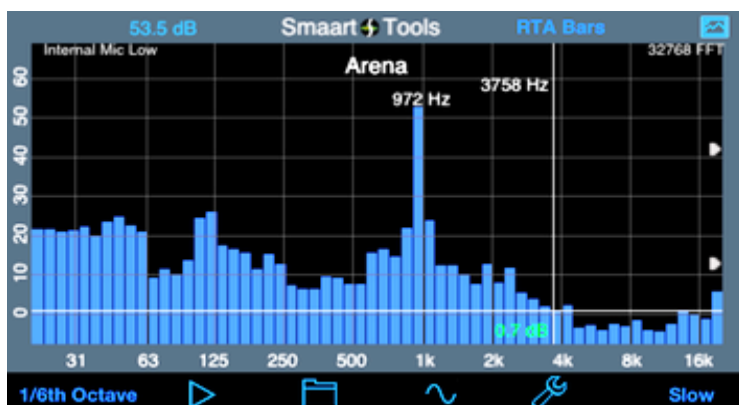 53.5 dB Smaart Tools RTA Bars
Internal Mic Low 32768 FFT
Arena
972 Hz 3758 Hz
60
50
40
30
20
10
0
0.7 dB
31 63 125 250 500 1k 2k 4k 8k 16k
1/6th Octave Slow